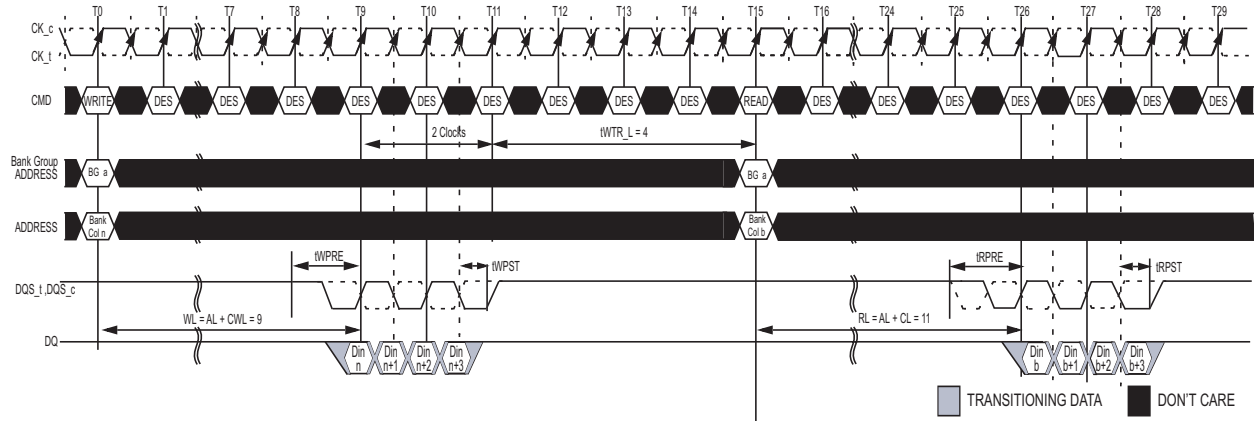 T0 T1 T7 T8 T9 T10 T11 T12 T13 T14 T15 T16 T24 T25 T26 T27 T28 T29
CK_c
CK_t
CMD WRITE DES DES DES DES DES DES DES DES DES READ DES DES DES DES DES DES DES
2 Clocks tWTR_L = 4
Bank Group
ADDRESS BG a BG a
ADDRESS Bank
Col n Bank
Col b
tWPRE tWPST tRPRE tRPST
DQS_t ,DQS_c
WL = AL + CWL = 9 RL = AL + CL = 11
DQ Din
n Din
n+1 Din
n+2 Din
n+3 Din
b Din
b+1 Din
b+2 Din
b+3
TRANSITIONING DATA DON'T CARE